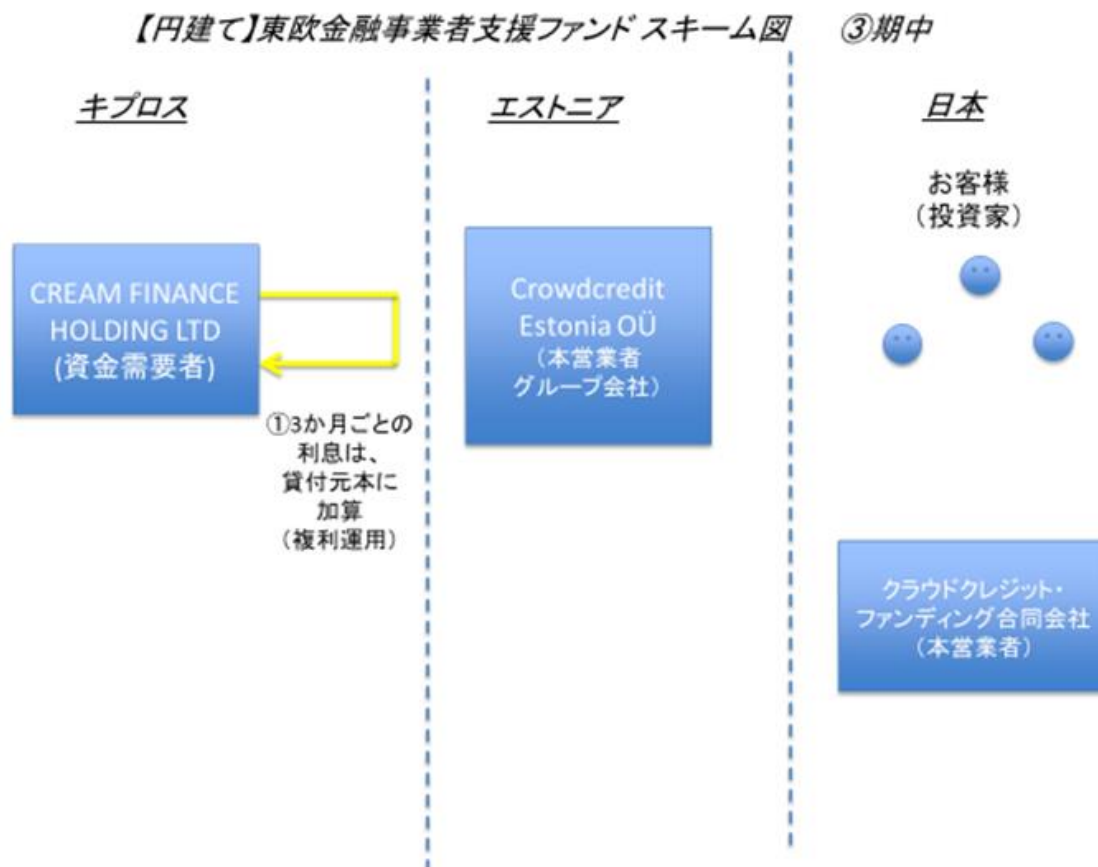 【円建て】東欧金融事業者支援ファンド スキーム図 ③期中
キプロス
エストニア
日本
お客様
（投資家）
CREAM FINANCE
HOLDING LTD
(資金需要者)
Crowdcredit
Estonia OÜ
（本営業者
グループ会社）
①3か月ごとの
利息は、
貸付元本に
加算
（複利運用）
クラウドクレジット・
ファンディング合同会社
（本営業者）